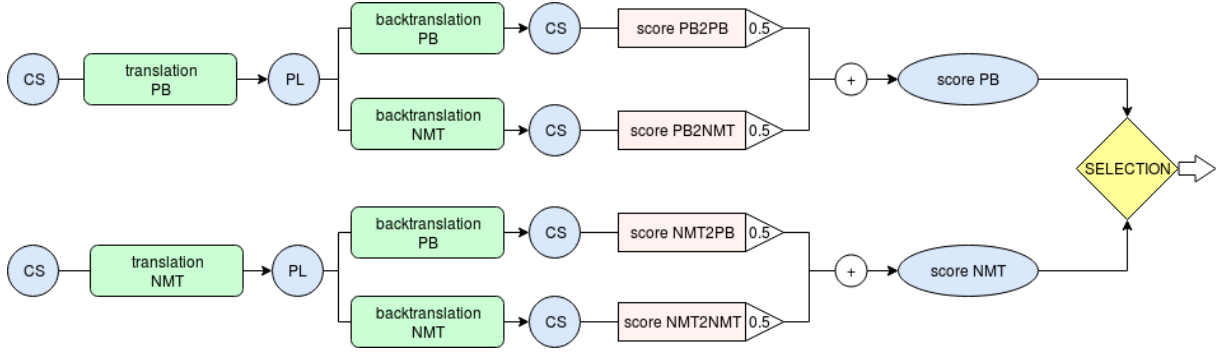 CS
translation
PB
PL
backtranslation
PB
CS
score PB2PB
0.5
backtranslation
NMT
CS
score PB2NMT
0.5
+
score PB
SELECTION
CS
translation
NMT
PL
backtranslation
PB
CS
score NMT2PB
0.5
backtranslation
NMT
CS
score NMT2NMT
0.5
+
score NMT